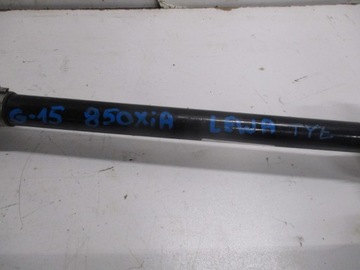 G-15 850XiA LEWA TYŁ